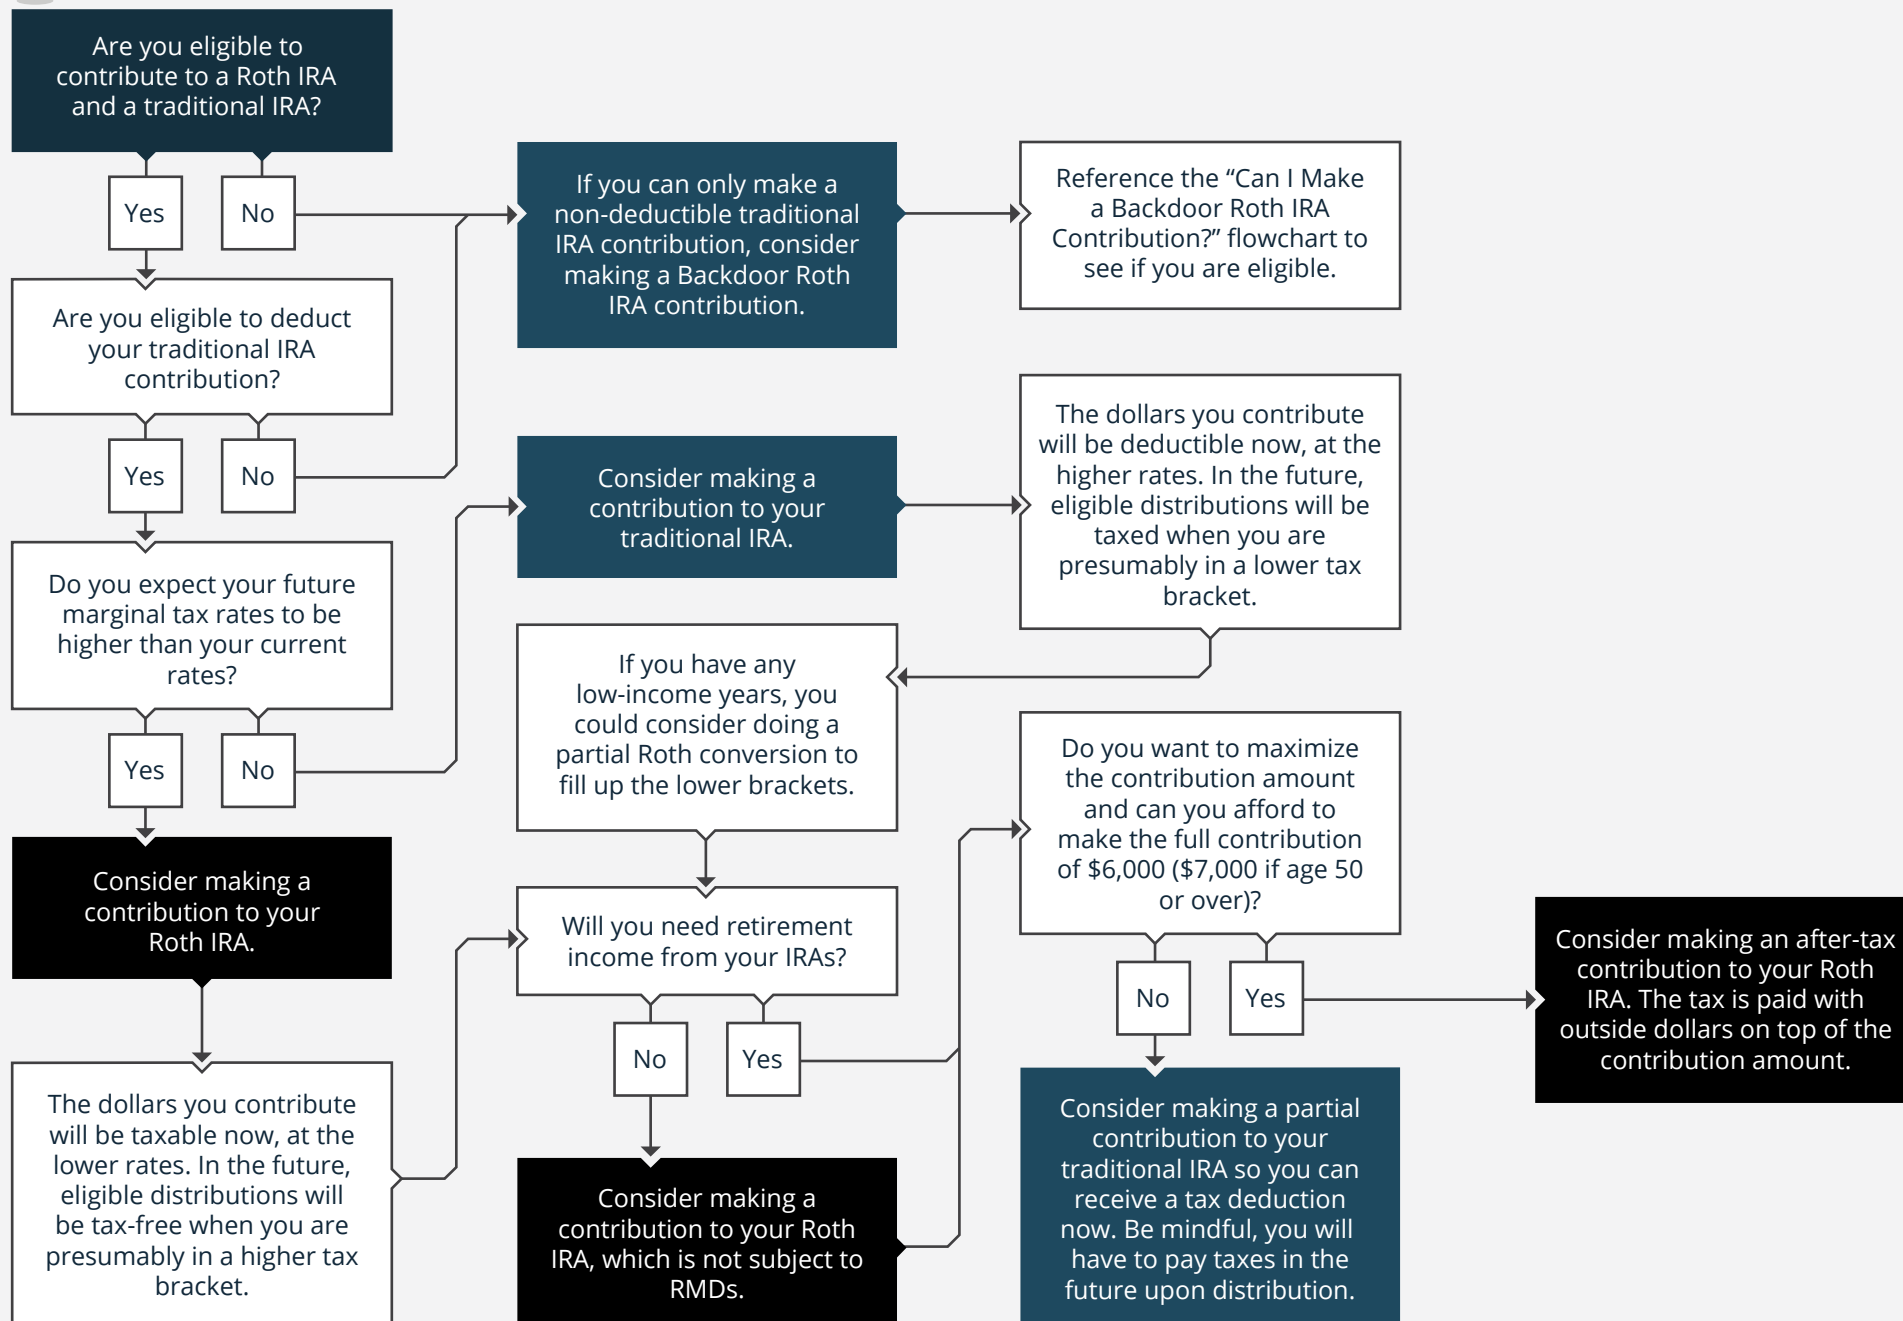 Are you eligible to
contribute to a Roth IRA
and a traditional IRA?
Yes
No
If you can only make a
non-deductible traditional
IRA contribution, consider
making a Backdoor Roth
IRA contribution.
Reference the “Can I Make
a Backdoor Roth IRA
Contribution?” flowchart to
see if you are eligible.
Are you eligible to deduct
your traditional IRA
contribution?
Yes
No
Consider making a
contribution to your
traditional IRA.
The dollars you contribute
will be deductible now, at the
higher rates. In the future,
eligible distributions will be
taxed when you are
presumably in a lower tax
bracket.
Do you expect your future
marginal tax rates to be
higher than your current
rates?
Yes
No
If you have any
low-income years, you
could consider doing a
partial Roth conversion to
fill up the lower brackets.
Consider making a
contribution to your
Roth IRA.
The dollars you contribute
will be taxable now, at the
lower rates. In the future,
eligible distributions will
be tax-free when you are
presumably in a higher tax
bracket.
Will you need retirement
income from your IRAs?
No
Yes
Consider making a
contribution to your Roth
IRA, which is not subject to
RMDs.
Do you want to maximize
the contribution amount
and can you afford to
make the full contribution
of $6,000 ($7,000 if age 50
or over)?
No
Yes
Consider making a partial
contribution to your
traditional IRA so you can
receive a tax deduction
now. Be mindful, you will
have to pay taxes in the
future upon distribution.
Consider making an after-tax
contribution to your Roth
IRA. The tax is paid with
outside dollars on top of the
contribution amount.